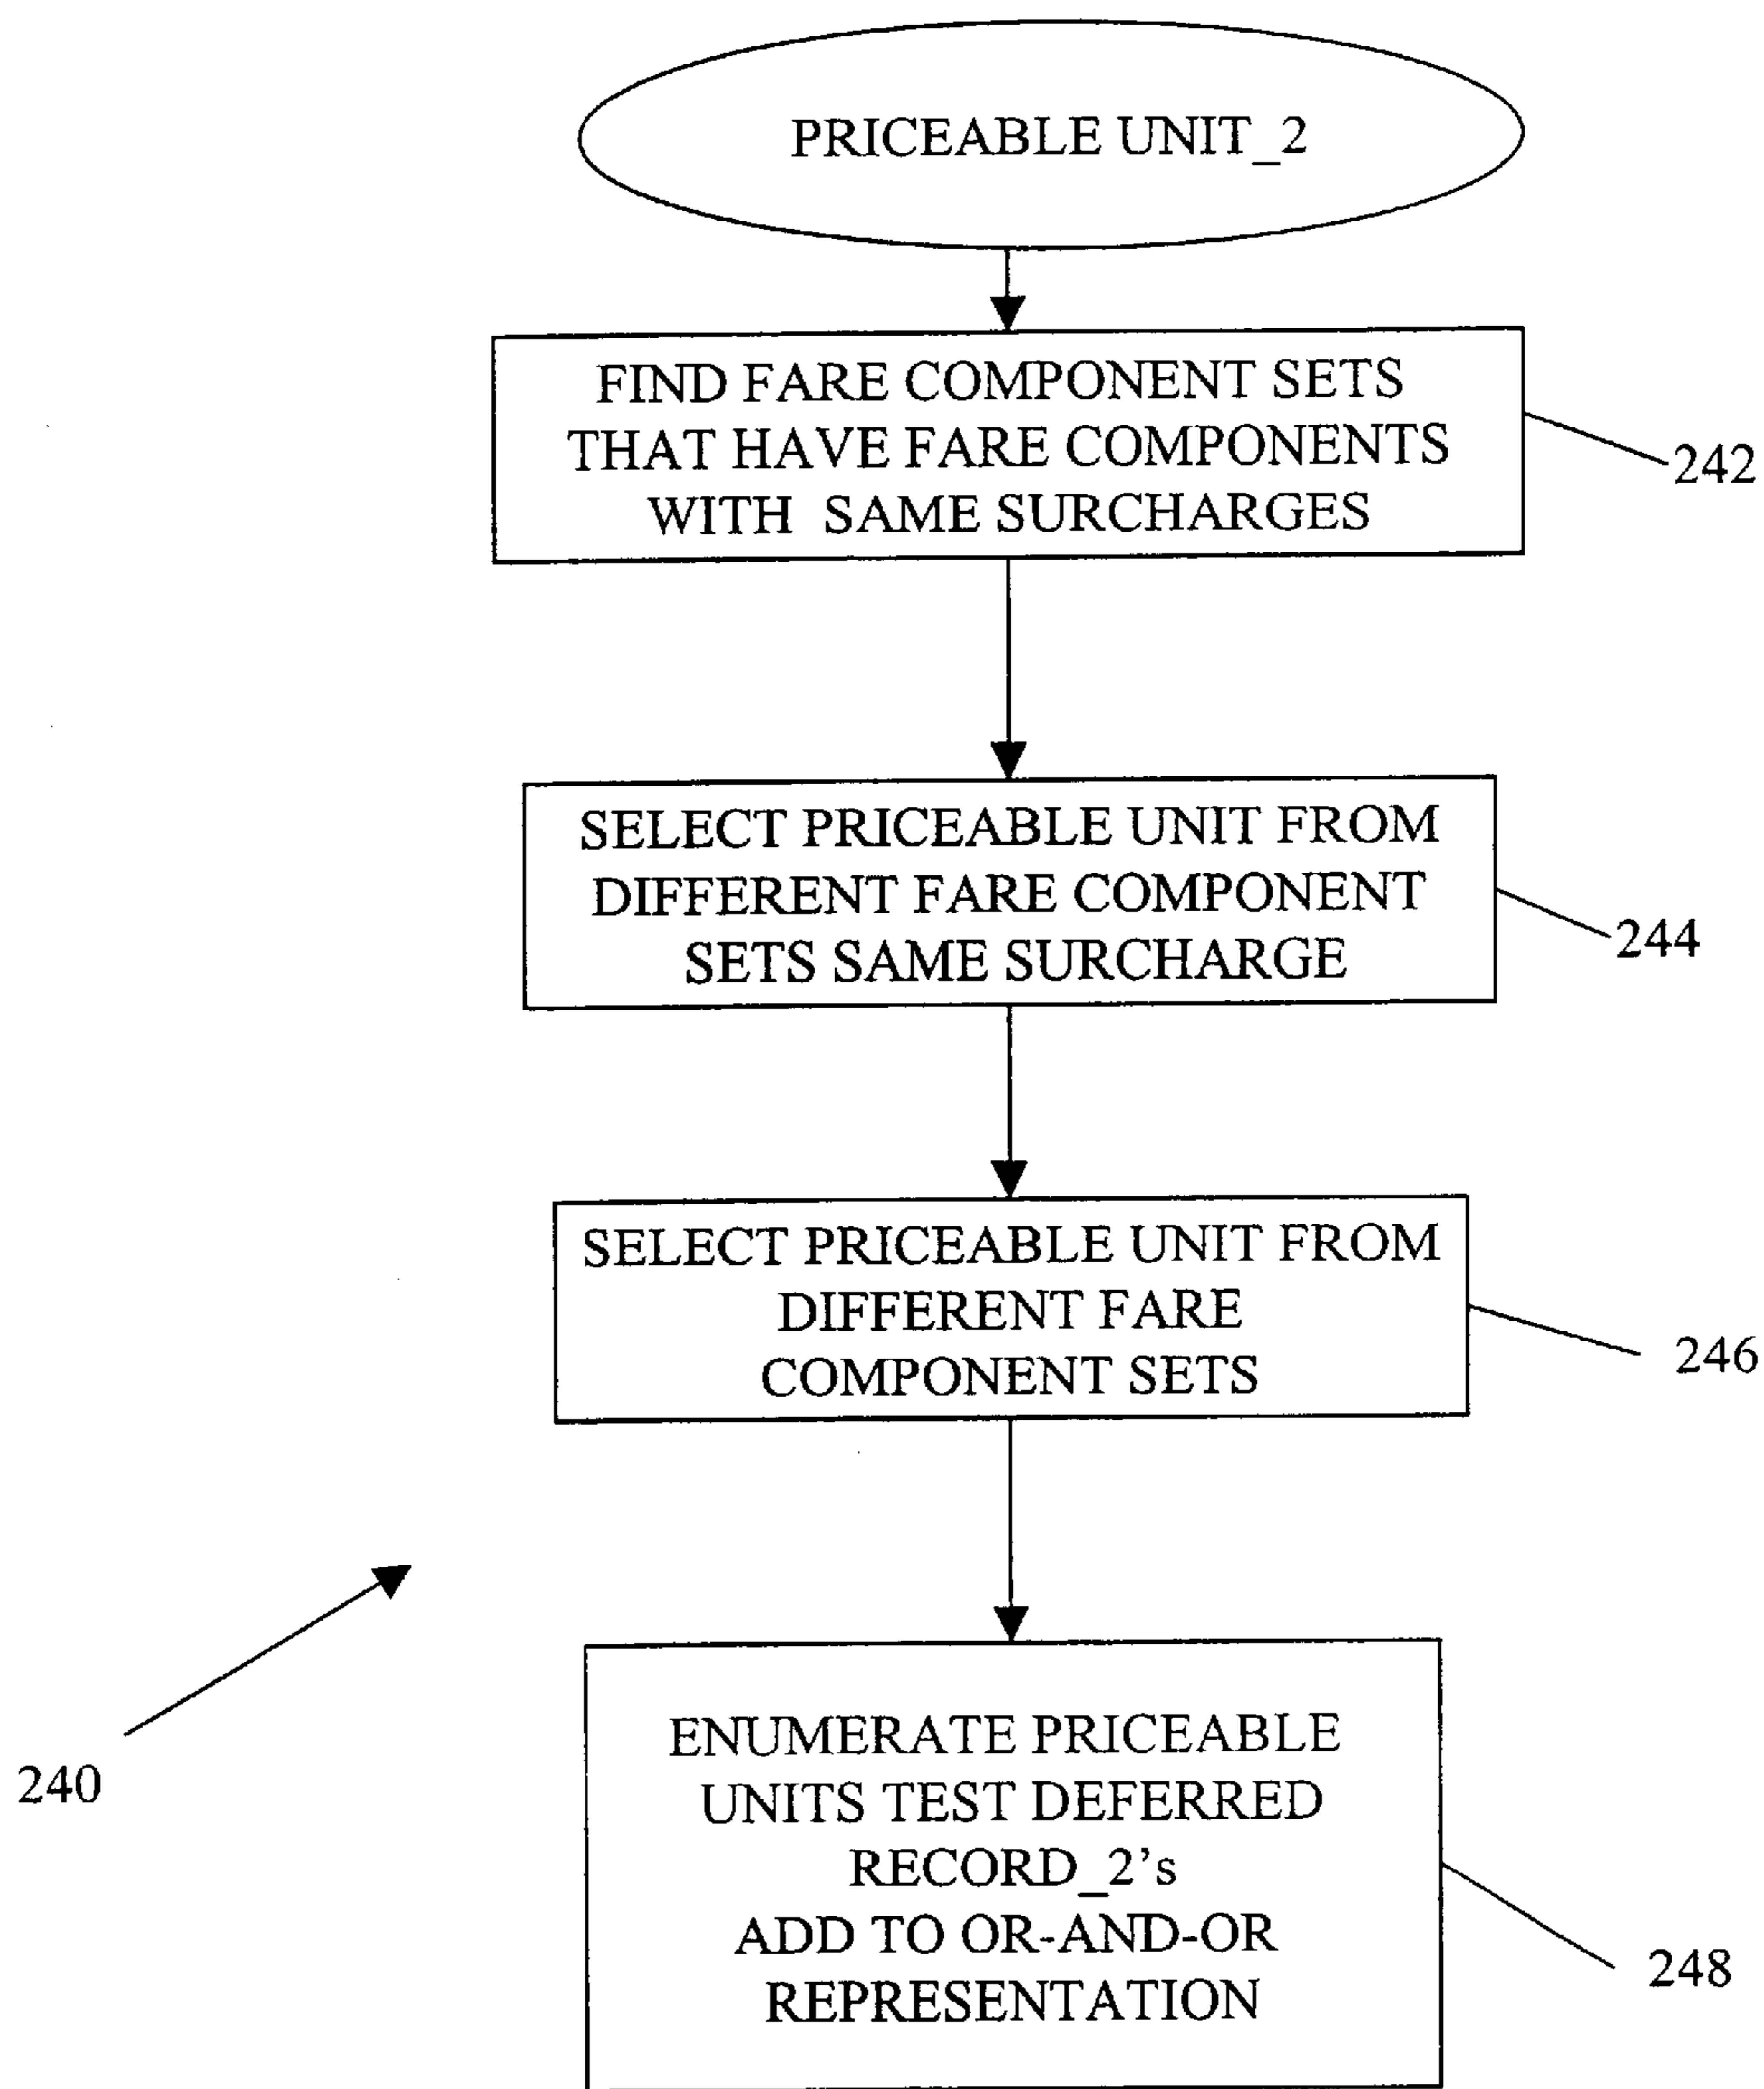 PRICEABLE UNIT_2
FIND FARE COMPONENT SETS
THAT HAVE FARE COMPONENTS
WITH SAME SURCHARGES
242
SELECT PRICEABLE UNIT FROM
DIFFERENT FARE COMPONENT
SETS SAME SURCHARGE
244
SELECT PRICEABLE UNIT FROM
DIFFERENT FARE
COMPONENT SETS
246
240
ENUMERATE PRICEABLE
UNITS TEST DEFERRED
RECORD_2's
ADD TO OR-AND-OR
REPRESENTATION
248